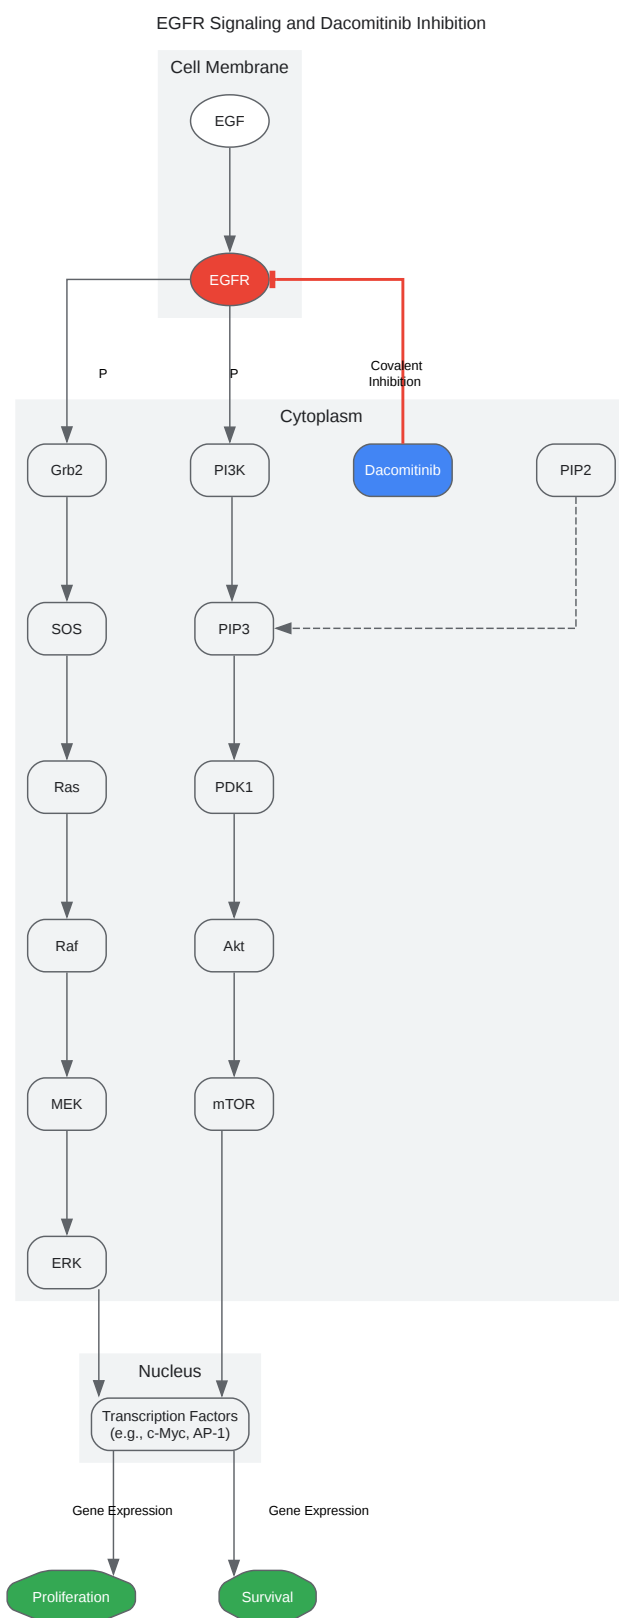 EGFR Signaling and Dacomitinib Inhibition
Cell Membrane
EGF
EGFR
P
P
Covalent
Inhibition
Cytoplasm
Grb2
PI3K
Dacomitinib
PIP2
SOS
PIP3
Ras
PDK1
Raf
Akt
MEK
mTOR
ERK
Nucleus
Transcription Factors
(e.g., c-Myc, AP-1)
Gene Expression
Gene Expression
Proliferation
Survival